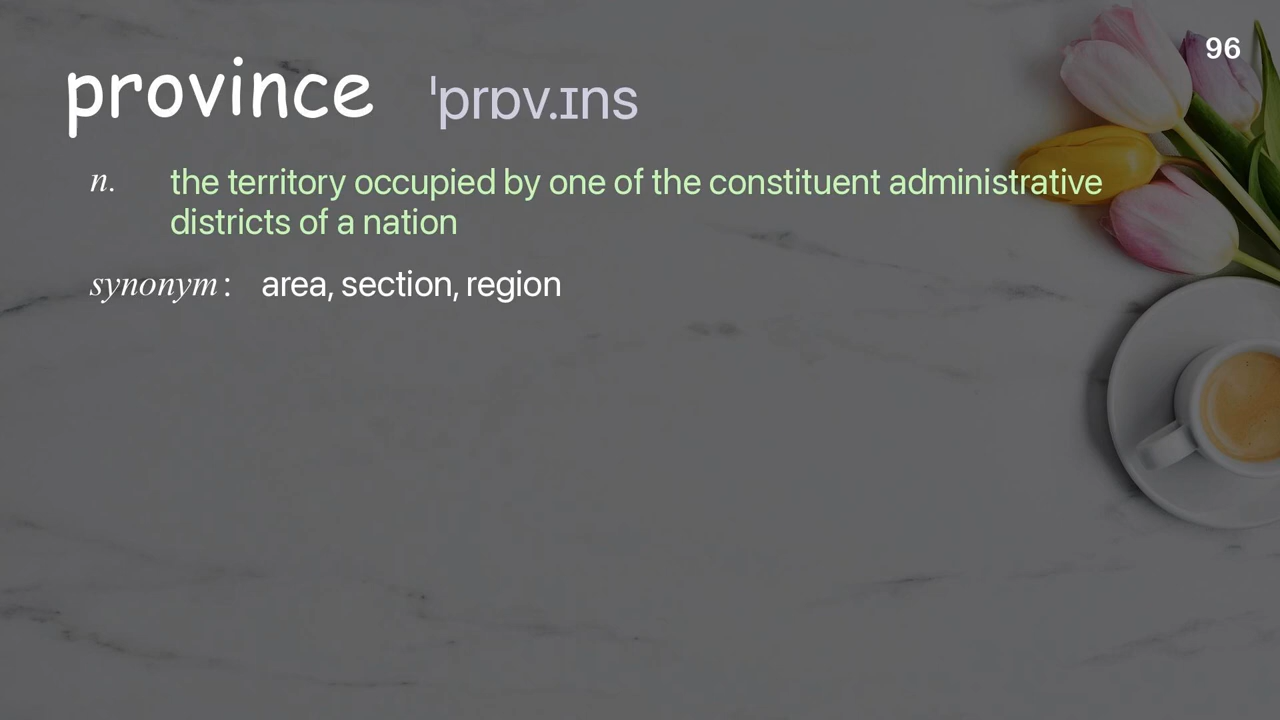 96
province ˈprɒv.ɪns
n. the territory occupied by one of the constituent administrative
districts of a nation
synonym: area, section, region